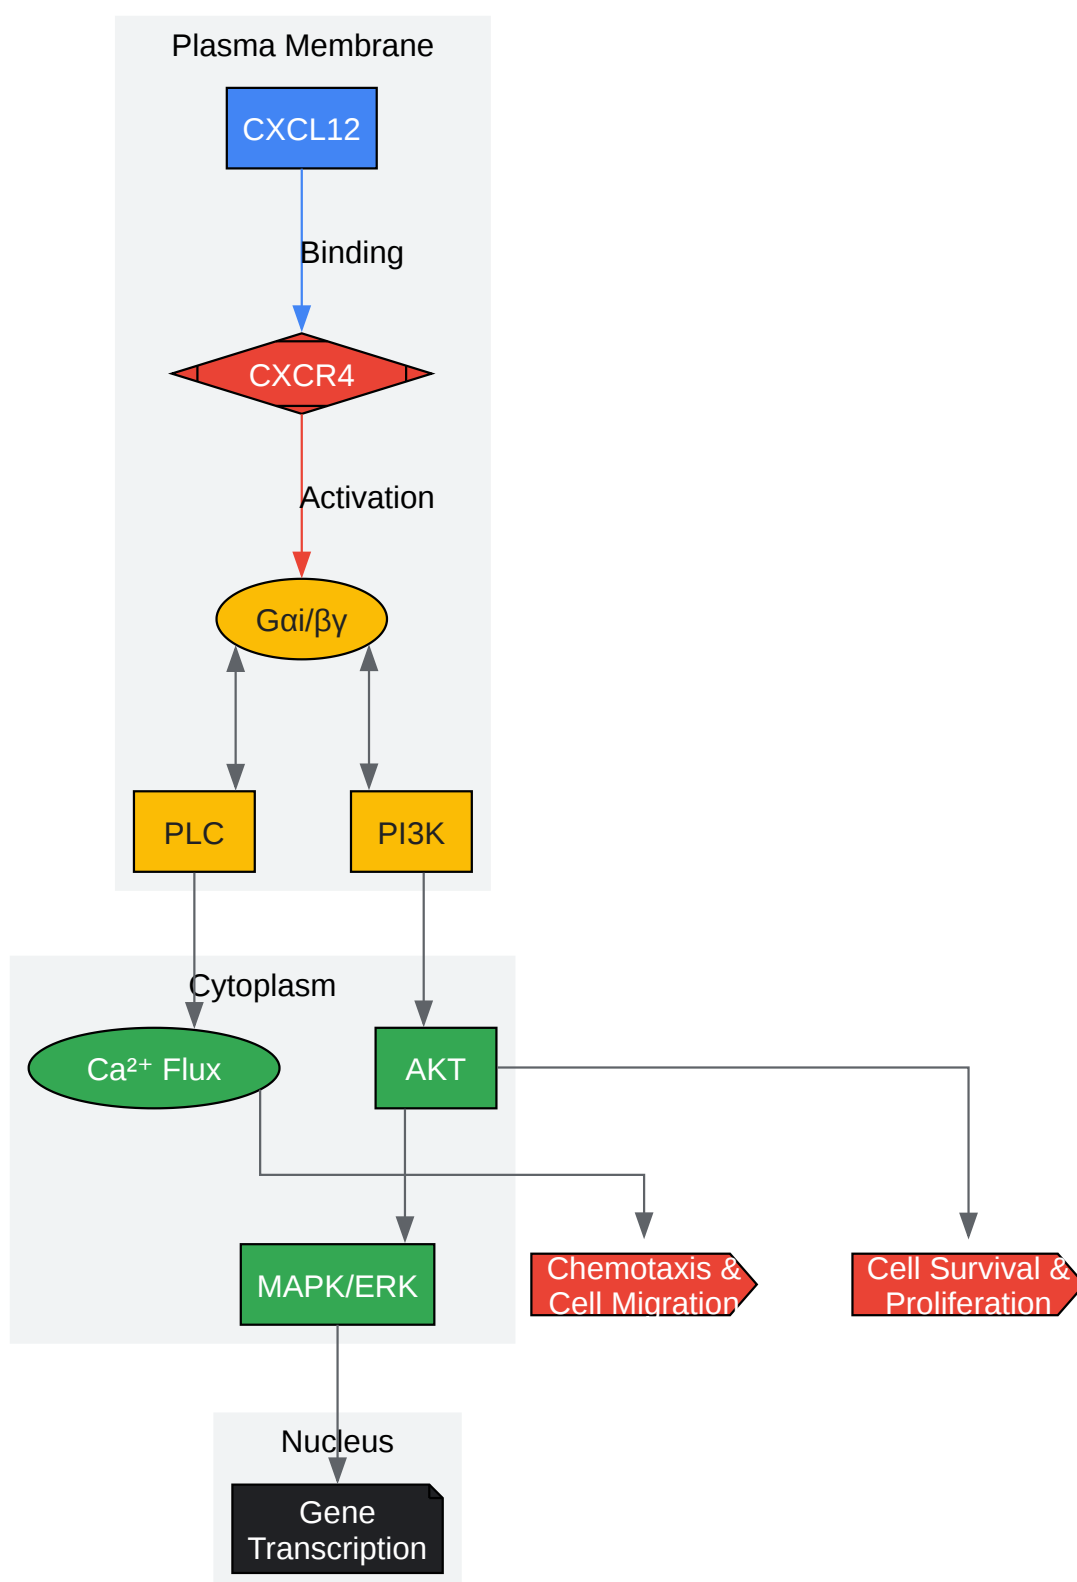 Plasma Membrane
CXCL12
Binding
CXCR4
Activation
Gαi/βγ
PLC
PI3K
Cytoplasm
Ca²⁺ Flux
AKT
MAPK/ERK
Chemotaxis &
Cell Migration
Cell Survival &
Proliferation
Nucleus
Gene
Transcription